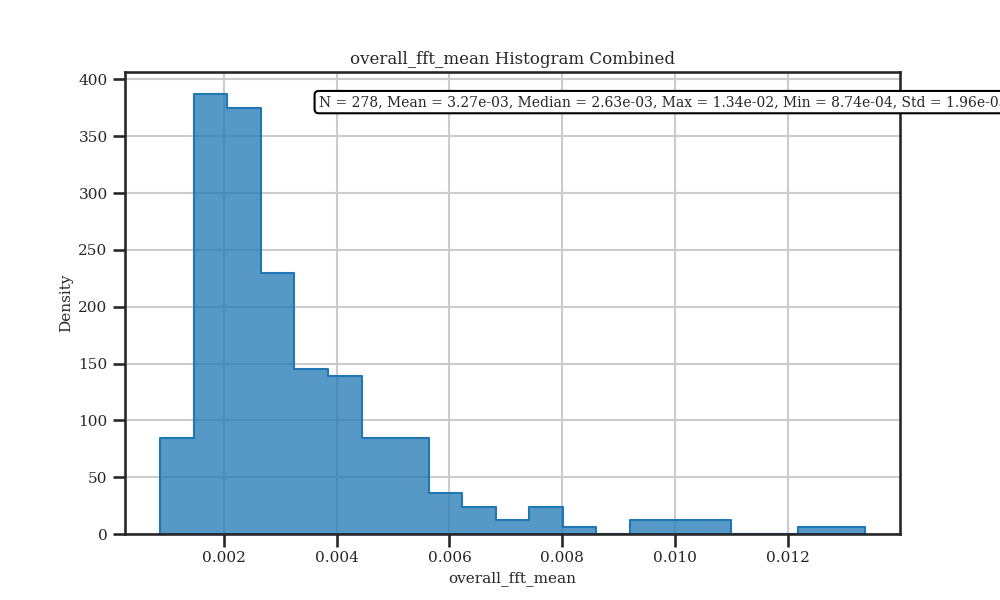 overall_fft_mean Histogram Combined
N = 278, Mean = 3.27e-03, Median = 2.63e-03, Max = 1.34e-02, Min = 8.74e-04, Std = 1.96e-0
400
350
300
250
200
150
100
50
0
Density
0.002 0.004 0.006 0.008 0.010 0.012
overall_fft_mean